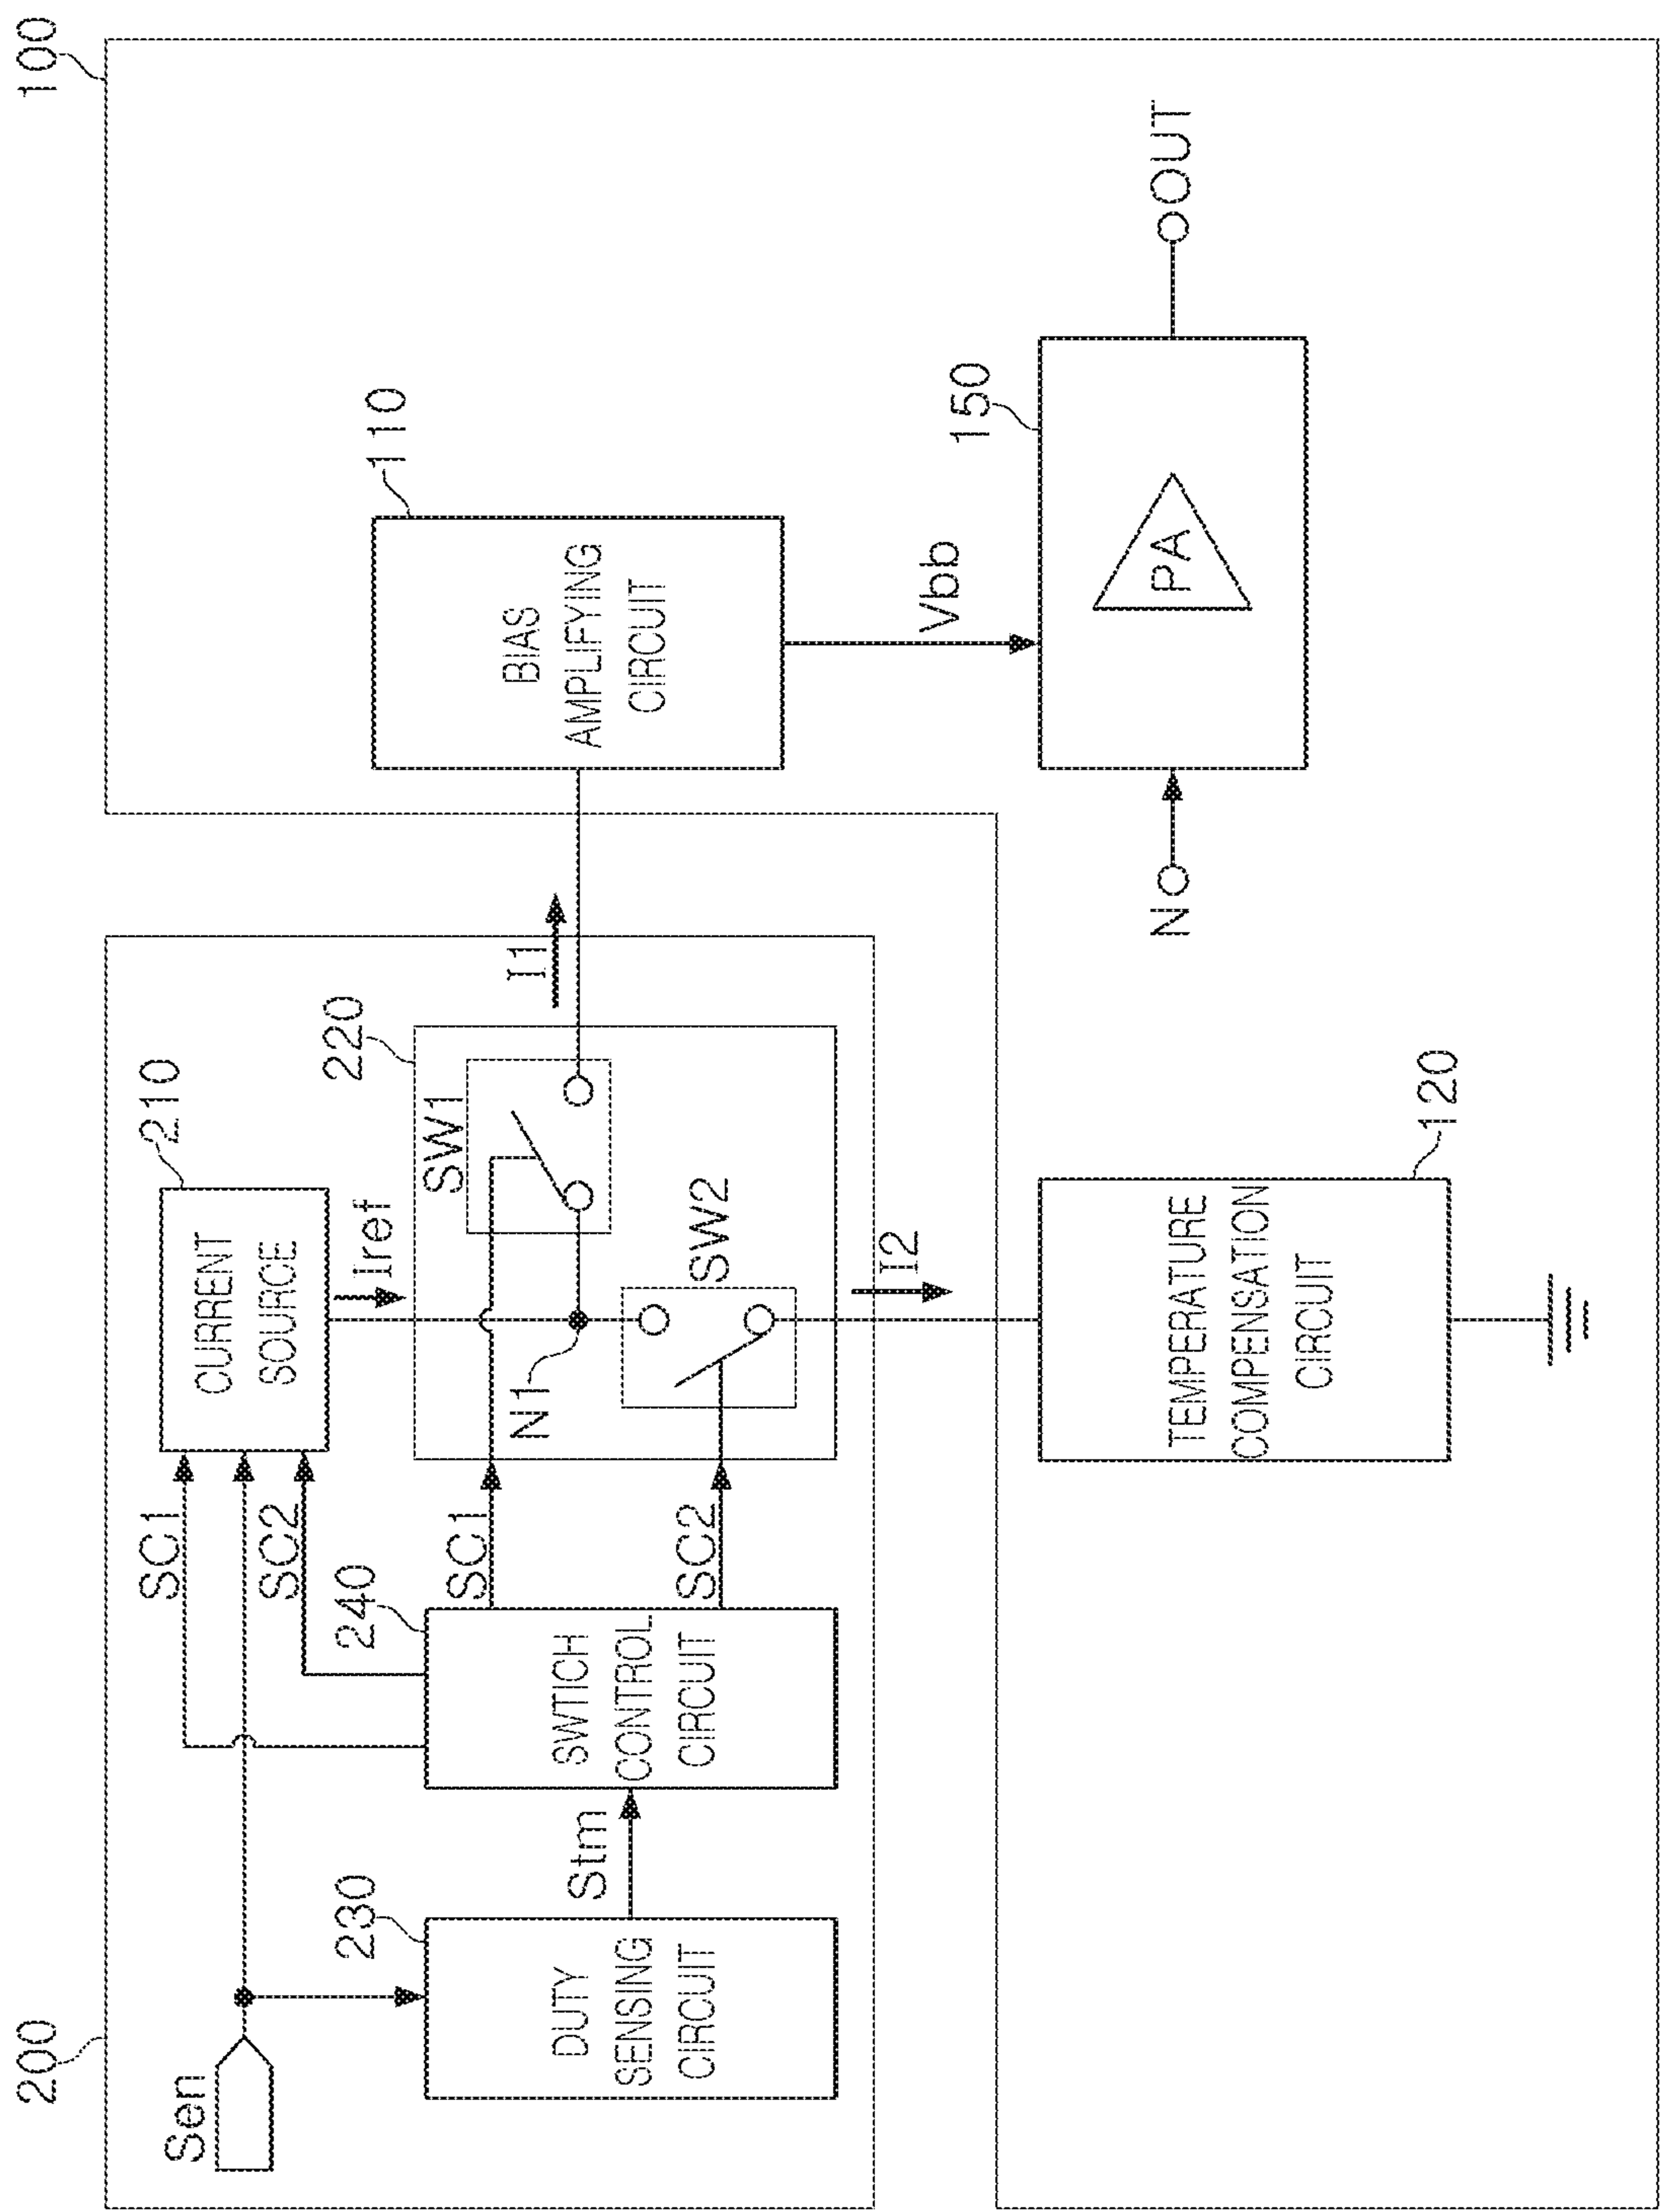 200
100
Sen
SC1
210
CURRENT
SOURCE
SC2
Iref
230
240
220
DUTY
SENSING
CIRCUIT
Stm
SWTICH
CONTROL
CIRCUIT
SC1
SC2
N1
SW1
SW2
I1
110
BIAS
AMPLIFYING
CIRCUIT
I2
Vbb
150
TEMPERATURE
COMPENSATION
CIRCUIT
120
N
PA
OUT